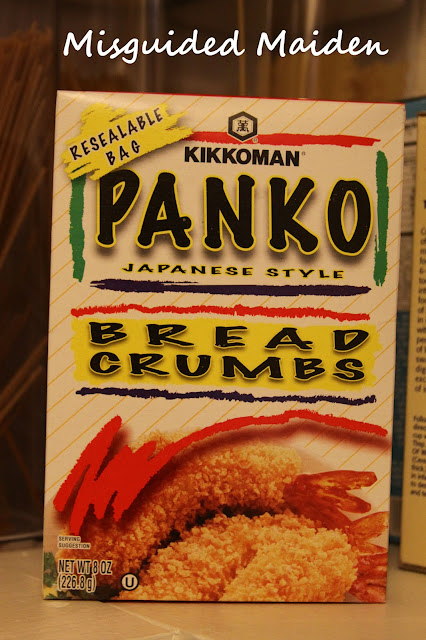 Misguided Maiden
RESEALABLE
BAG
KIKKOMAN®
PANKO
JAPANESE STYLE
BREAD
CRUMBS
SERVING
SUGGESTION
NET WT 8 OZ
(226.8 g)
U